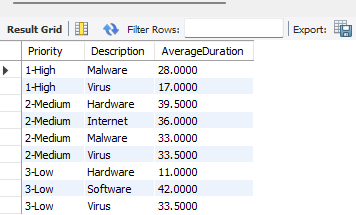 Result Grid Filter Rows: Export:
Priority Description AverageDuration
1-High Malware 28.0000
1-High Virus 17.0000
2-Medium Hardware 39.5000
2-Medium Internet 36.0000
2-Medium Malware 33.0000
2-Medium Virus 33.5000
3-Low Hardware 11.0000
3-Low Software 42.0000
3-Low Virus 33.5000